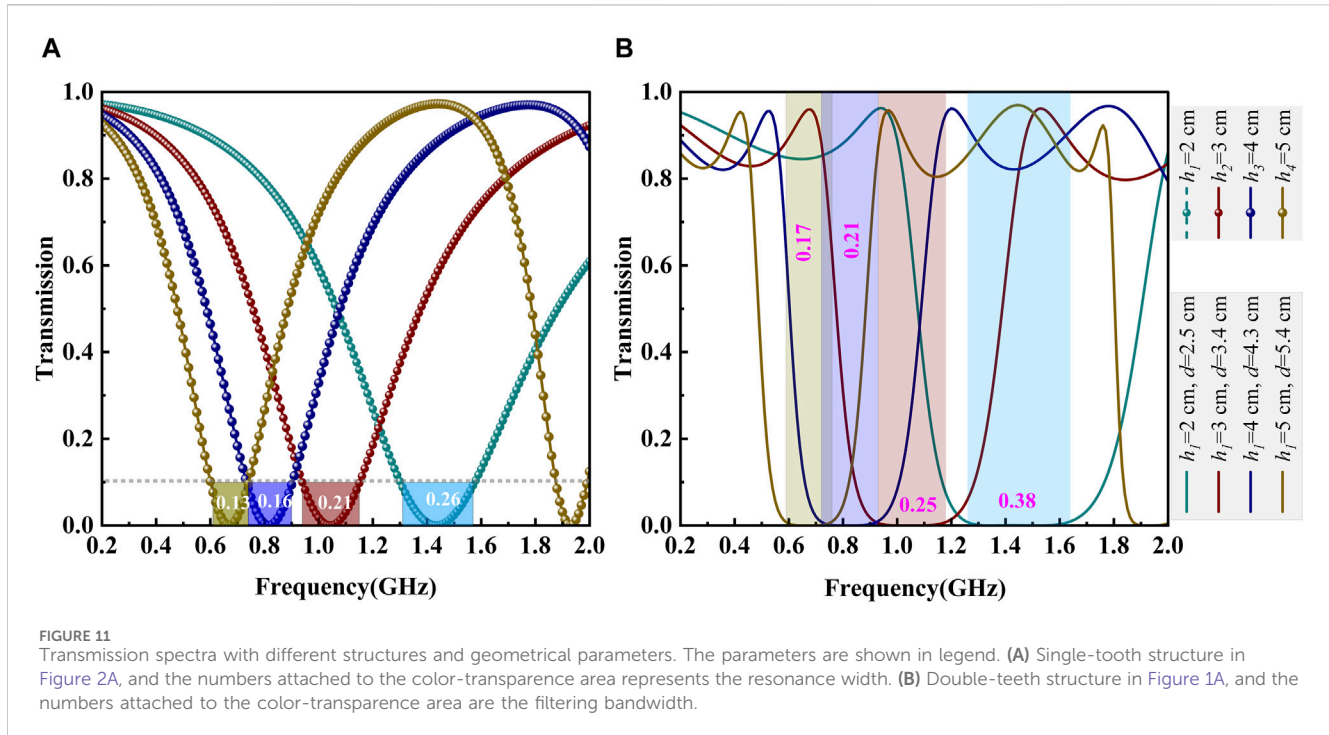 A
B
Transmission
1.0
0.8
0.6
0.4
0.2
0.0
0.13
0.16
0.21
0.26
0.2 0.4 0.6 0.8 1.0 1.2 1.4 1.6 1.8 2.0
Frequency(GHz)
Transmission
1.0
0.8
0.6
0.4
0.2
0.0
0.17
0.21
0.25
0.38
0.2 0.4 0.6 0.8 1.0 1.2 1.4 1.6 1.8 2.0
Frequency(GHz)
h1=2 cm
h2=3 cm
h3=4 cm
h4=5 cm
h1=2 cm, d=2.5 cm
h1=3 cm, d=3.4 cm
h1=4 cm, d=4.3 cm
h1=5 cm, d=5.4 cm
FIGURE 11
Transmission spectra with different structures and geometrical parameters. The parameters are shown in legend. (A) Single-tooth structure in
Figure 2A, and the numbers attached to the color-transparence area represents the resonance width. (B) Double-teeth structure in Figure 1A, and the
numbers attached to the color-transparence area are the filtering bandwidth.